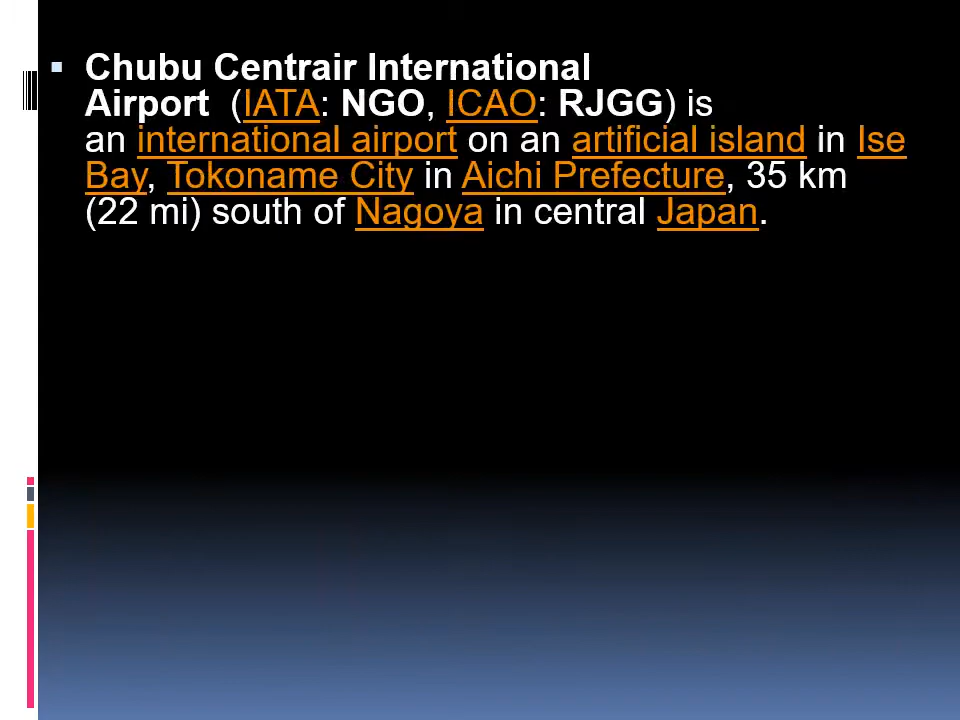 Chubu Centrair International
Airport (IATA: NGO, ICAO: RJGG) is
an international airport on an artificial island in Ise
Bay, Tokoname City in Aichi Prefecture, 35 km
(22 mi) south of Nagoya in central Japan.